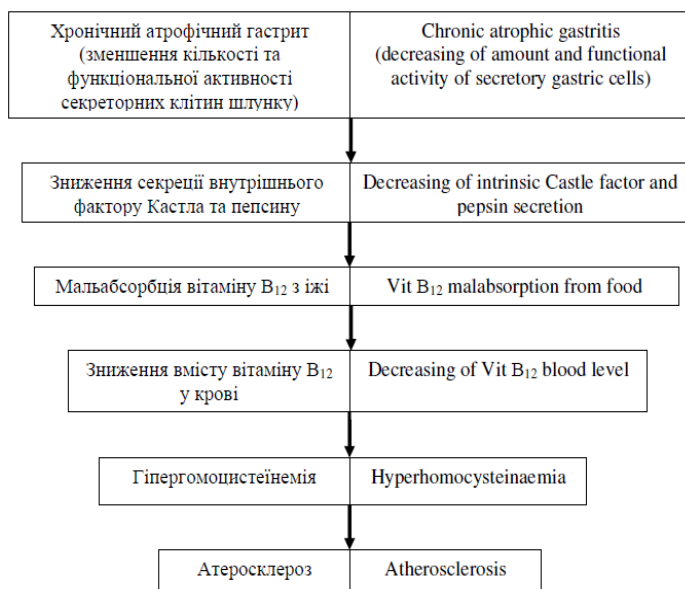 Хронічний атрофічний гастрит
(зменшення кількості та
функціональної активності
секреторних клітин шлунку)
Chronic atrophic gastritis
(decreasing of amount and functional
activity of secretory gastric cells)
Зниження секреції внутрішнього
фактору Кастла та пепсину
Decreasing of intrinsic Castle factor and
pepsin secretion
Мальабсорбція вітаміну B₁₂ з їжі
Vit B₁₂ malabsorption from food
Зниження вмісту вітаміну B₁₂
у крові
Decreasing of Vit B₁₂ blood level
Гіпергомоцистеїнемія
Hyperhomocysteinaemia
Атеросклероз
Atherosclerosis